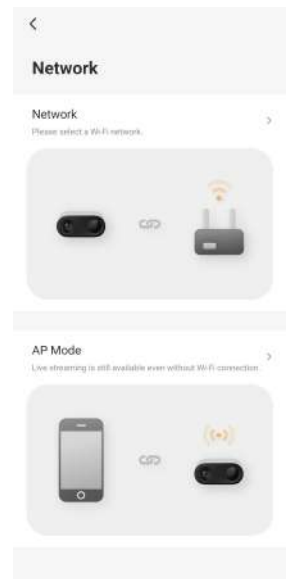 Network
Network
Please select a Wi-Fi network.
AP Mode
Live streaming is still available even without Wi-Fi connection.